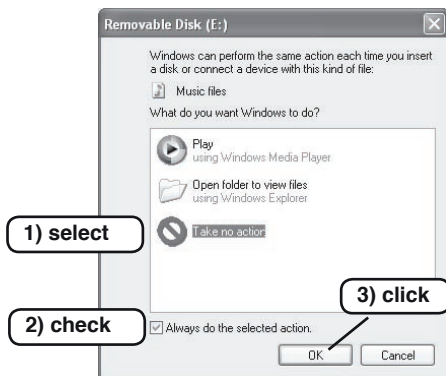 Removable Disk (E:)
Windows can perform the same action each time you insert
a disk or connect a device with this kind of file:
Music files
What do you want Windows to do?
Play
using Windows Media Player
Open folder to view files
using Windows Explorer
1) select
Take no action
3) click
2) check
Always do the selected action.
OK
Cancel